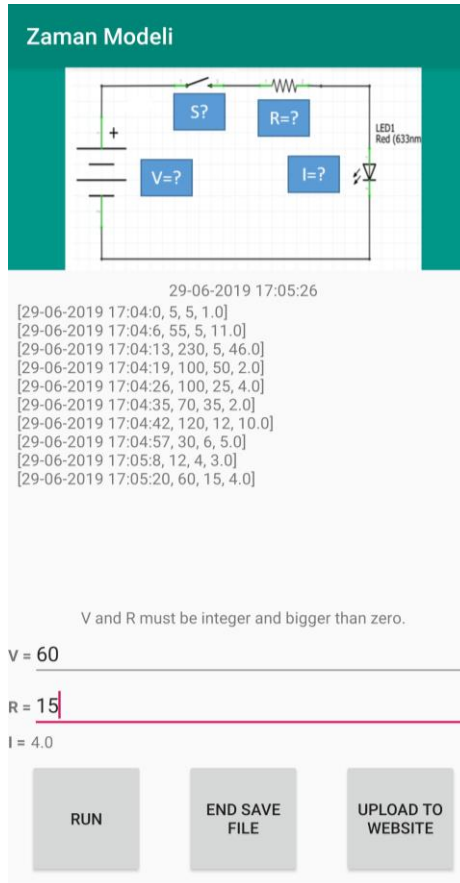 Zaman Modeli
S?
R=?
LED1
Red (633nm
+
V=?
I=?
29-06-2019 17:05:26
[29-06-2019 17:04:0, 5, 5, 1.0]
[29-06-2019 17:04:6, 55, 5, 11.0]
[29-06-2019 17:04:13, 230, 5, 46.0]
[29-06-2019 17:04:19, 100, 50, 2.0]
[29-06-2019 17:04:26, 100, 25, 4.0]
[29-06-2019 17:04:35, 70, 35, 2.0]
[29-06-2019 17:04:42, 120, 12, 10.0]
[29-06-2019 17:04:57, 30, 6, 5.0]
[29-06-2019 17:05:8, 12, 4, 3.0]
[29-06-2019 17:05:20, 60, 15, 4.0]
V and R must be integer and bigger than zero.
V = 60
R = 15
I = 4.0
RUN
END SAVE
FILE
UPLOAD TO
WEBSITE